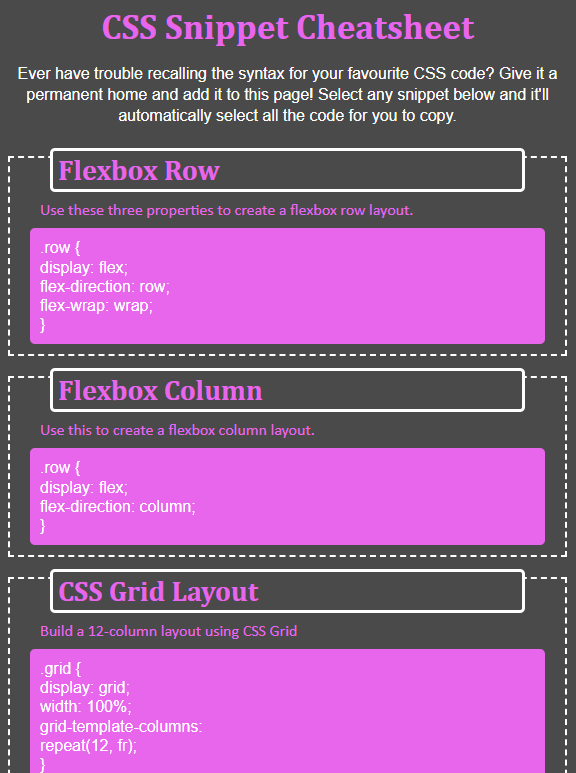 CSS Snippet Cheatsheet
Ever have trouble recalling the syntax for your favourite CSS code? Give it a
permanent home and add it to this page! Select any snippet below and it'll
automatically select all the code for you to copy.
Flexbox Row
Use these three properties to create a flexbox row layout.
.row {
display: flex;
flex-direction: row;
flex-wrap: wrap;
}
Flexbox Column
Use this to create a flexbox column layout.
.row {
display: flex;
flex-direction: column;
}
CSS Grid Layout
Build a 12-column layout using CSS Grid
.grid {
display: grid;
width: 100%;
grid-template-columns:
repeat(12, fr);
}